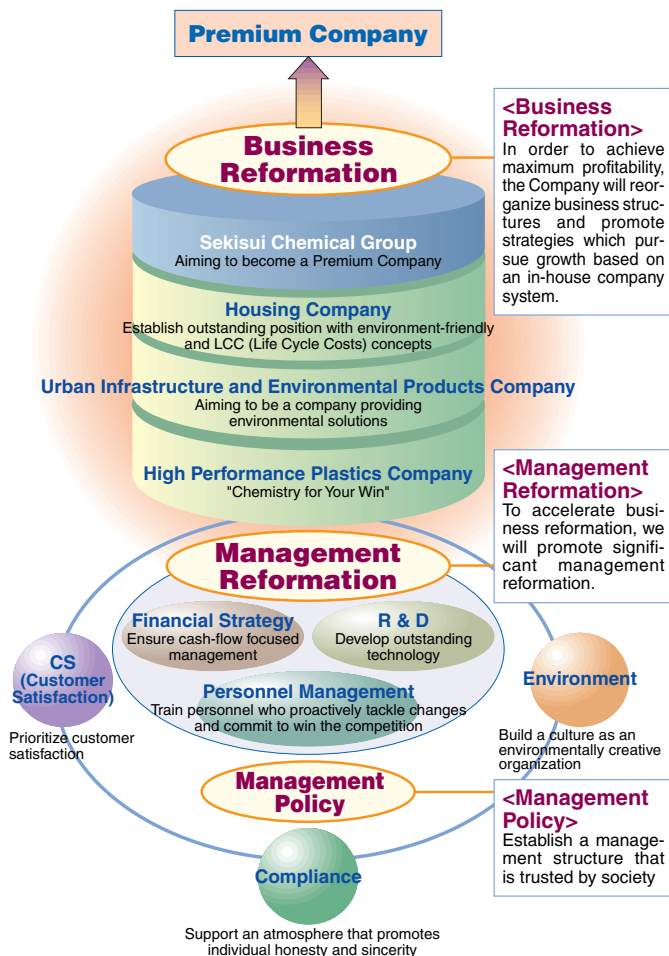 Premium Company
Business
Reformation
<Business
Reformation>
In order to achieve
maximum profitability,
the Company will reor-
ganize business struc-
tures and promote
strategies which pur-
sue growth based on
an in-house company
system.
Sekisui Chemical Group
Aiming to become a Premium Company
Housing Company
Establish outstanding position with environment-friendly
and LCC (Life Cycle Costs) concepts
Urban Infrastructure and Environmental Products Company
Aiming to be a company providing
environmental solutions
High Performance Plastics Company
"Chemistry for Your Win"
<Management
Reformation>
To accelerate busi-
ness reformation, we
will promote signifi-
cant management
reformation.
Management
Reformation
Financial Strategy
Ensure cash-flow focused
management
R & D
Develop outstanding
technology
Personnel Management
Train personnel who proactively tackle changes
and commit to win the competition
CS
(Customer
Satisfaction)
Prioritize customer
satisfaction
Environment
Build a culture as an
environmentally creative
organization
Management
Policy
<Management
Policy>
Establish a manage-
ment structure that
is trusted by society
Compliance
Support an atmosphere that promotes
individual honesty and sincerity